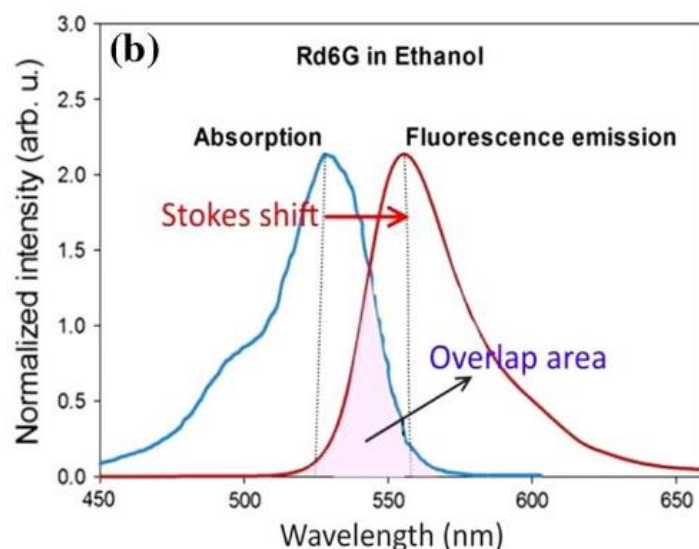 (b)
Rd6G in Ethanol
Absorption
Fluorescence emission
Stokes shift
Overlap area
Normalized intensity (arb. u.)
3.0
2.5
2.0
1.5
1.0
0.5
0.0
450
500
550
600
650
Wavelength (nm)